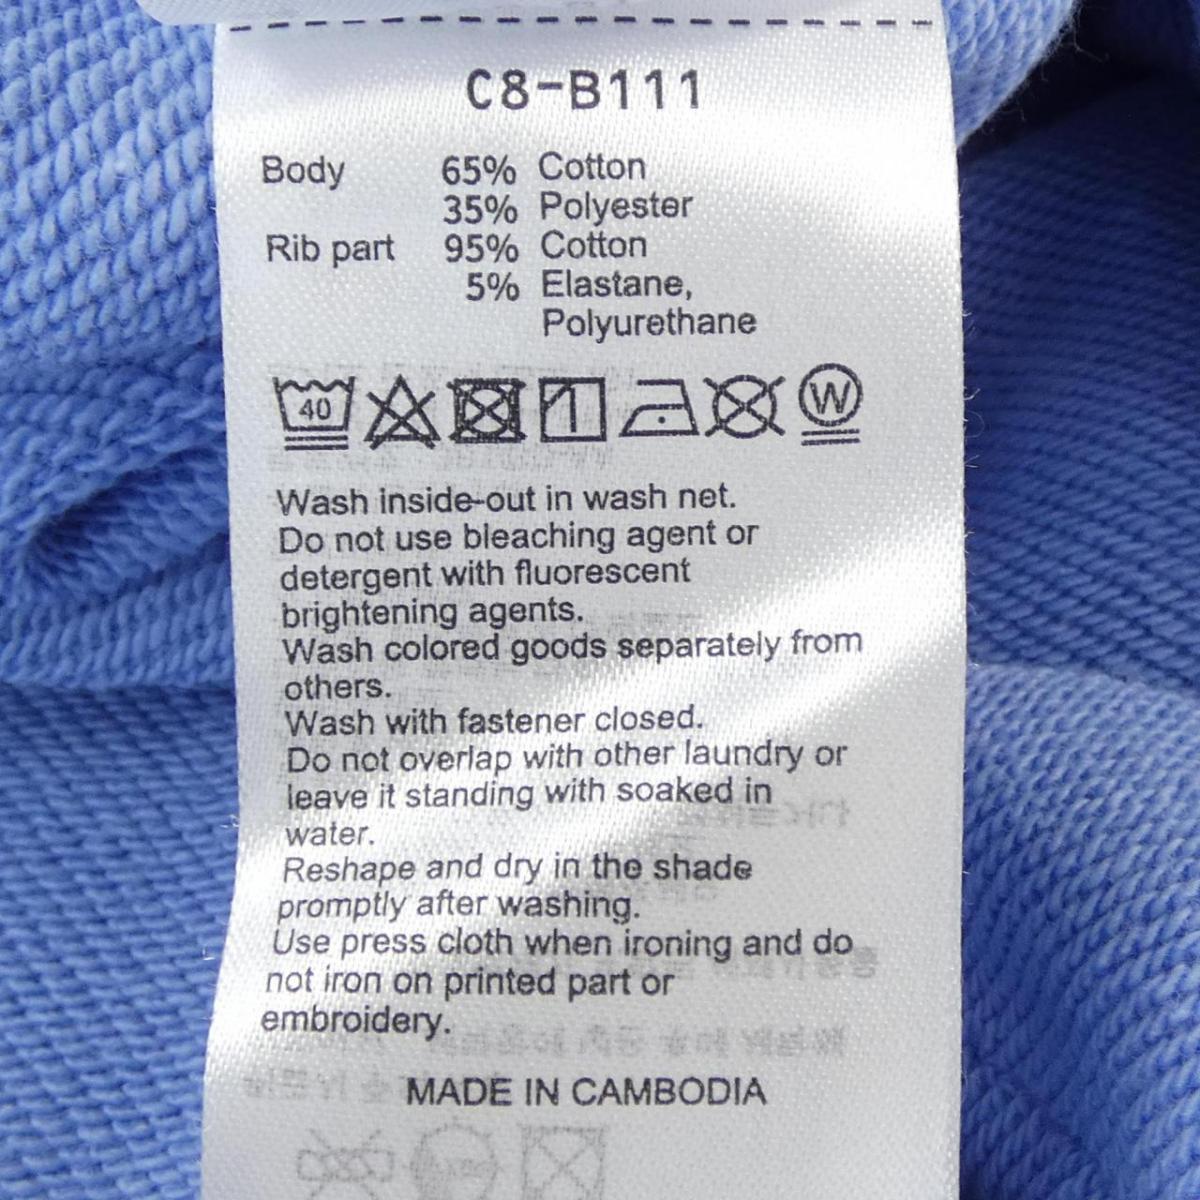 C8-B111
Body 65% Cotton
35% Polyester
Rib part 95% Cotton
5% Elastane,
Polyurethane
40 W
Wash inside-out in wash net.
Do not use bleaching agent or
detergent with fluorescent
brightening agents.
Wash colored goods separately from
others.
Wash with fastener closed.
Do not overlap with other laundry or
leave it standing with soaked in
water.
Reshape and dry in the shade
promptly after washing.
Use press cloth when ironing and do
not iron on printed part or
embroidery.
MADE IN CAMBODIA